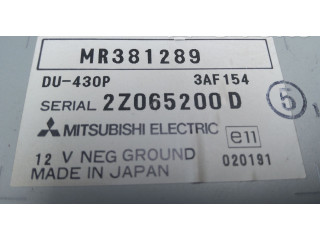 MR381289
DU-430P 3AF154
SERIAL 2Z065200D 5
MITSUBISHI ELECTRIC e11
12 V NEG GROUND 020191
MADE IN JAPAN